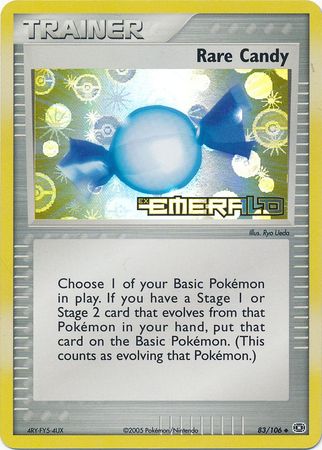 TRAINER
Rare Candy
EX EMERALD
Illus. Ryo Ueda
Choose 1 of your Basic Pokémon
in play. If you have a Stage 1 or
Stage 2 card that evolves from that
Pokémon in your hand, put that
card on the Basic Pokémon. (This
counts as evolving that Pokémon.)
4RY-FY5-4UX
©2005 Pokémon/Nintendo
83/106